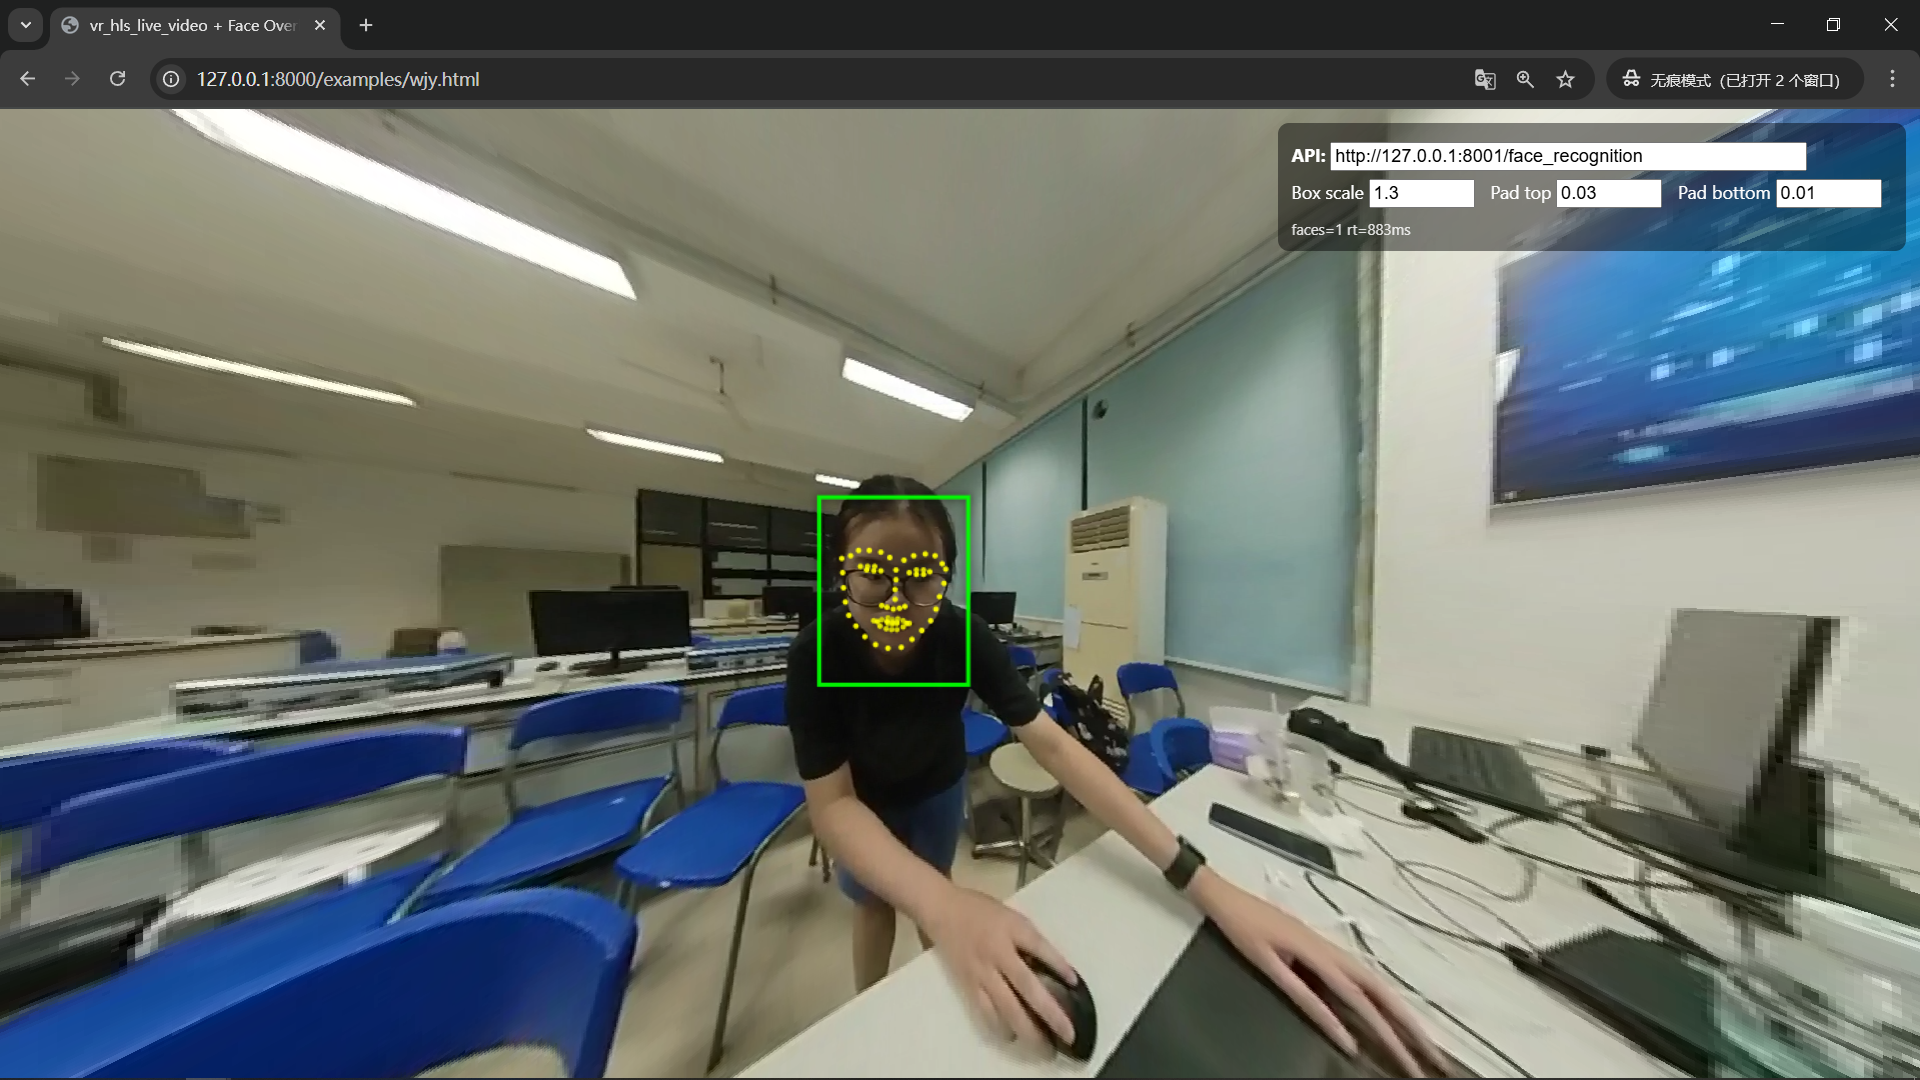 vr_hls_live_video + Face Over
127.0.0.1:8000/examples/wjy.html
无痕模式（已打开 2 个窗口）
API: http://127.0.0.1:8001/face_recognition
Box scale 1.3 Pad top 0.03 Pad bottom 0.01
faces=1 rt=883ms